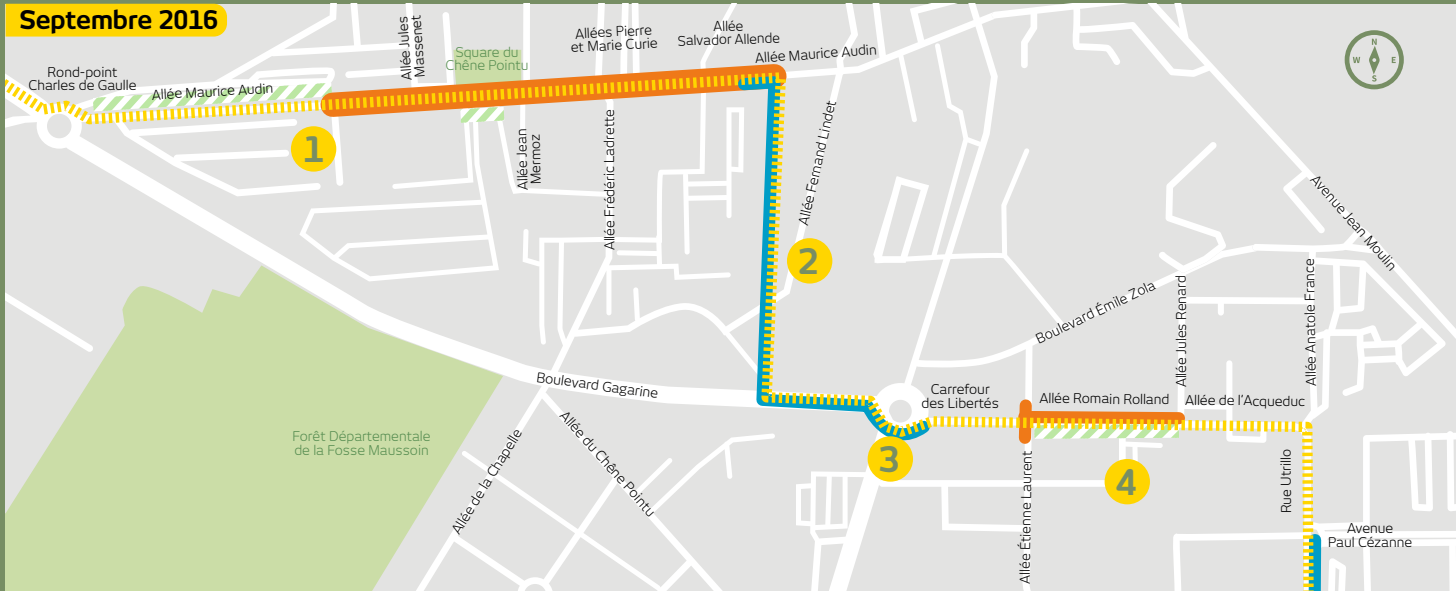 Septembre 2016
Rond-point
Charles de Gaulle
Allée Maurice Audin
Allée Jules
Massenet
Square du
Chêne Pointu
Allées Pierre
et Marie Curie
Allée
Salvador Allende
Allée Maurice Audin
N
W
E
S
1
Allée Jean
Mermoz
Allée Frédéric Ladrette
Allée Fernand Lindet
2
Avenue Jean Moulin
Boulevard Émile Zola
Allée Jules Renard
Allée Anatole France
Boulevard Gagarine
Carrefour
des Libertés
Allée Romain Rolland
Allée de l'Acqueduc
Forêt Départementale
de la Fosse Maussoin
Allée de la Chapelle
Allée du Chêne Pointu
3
4
Allée Étienne Laurent
Rue Utrillo
Avenue
Paul Cézanne